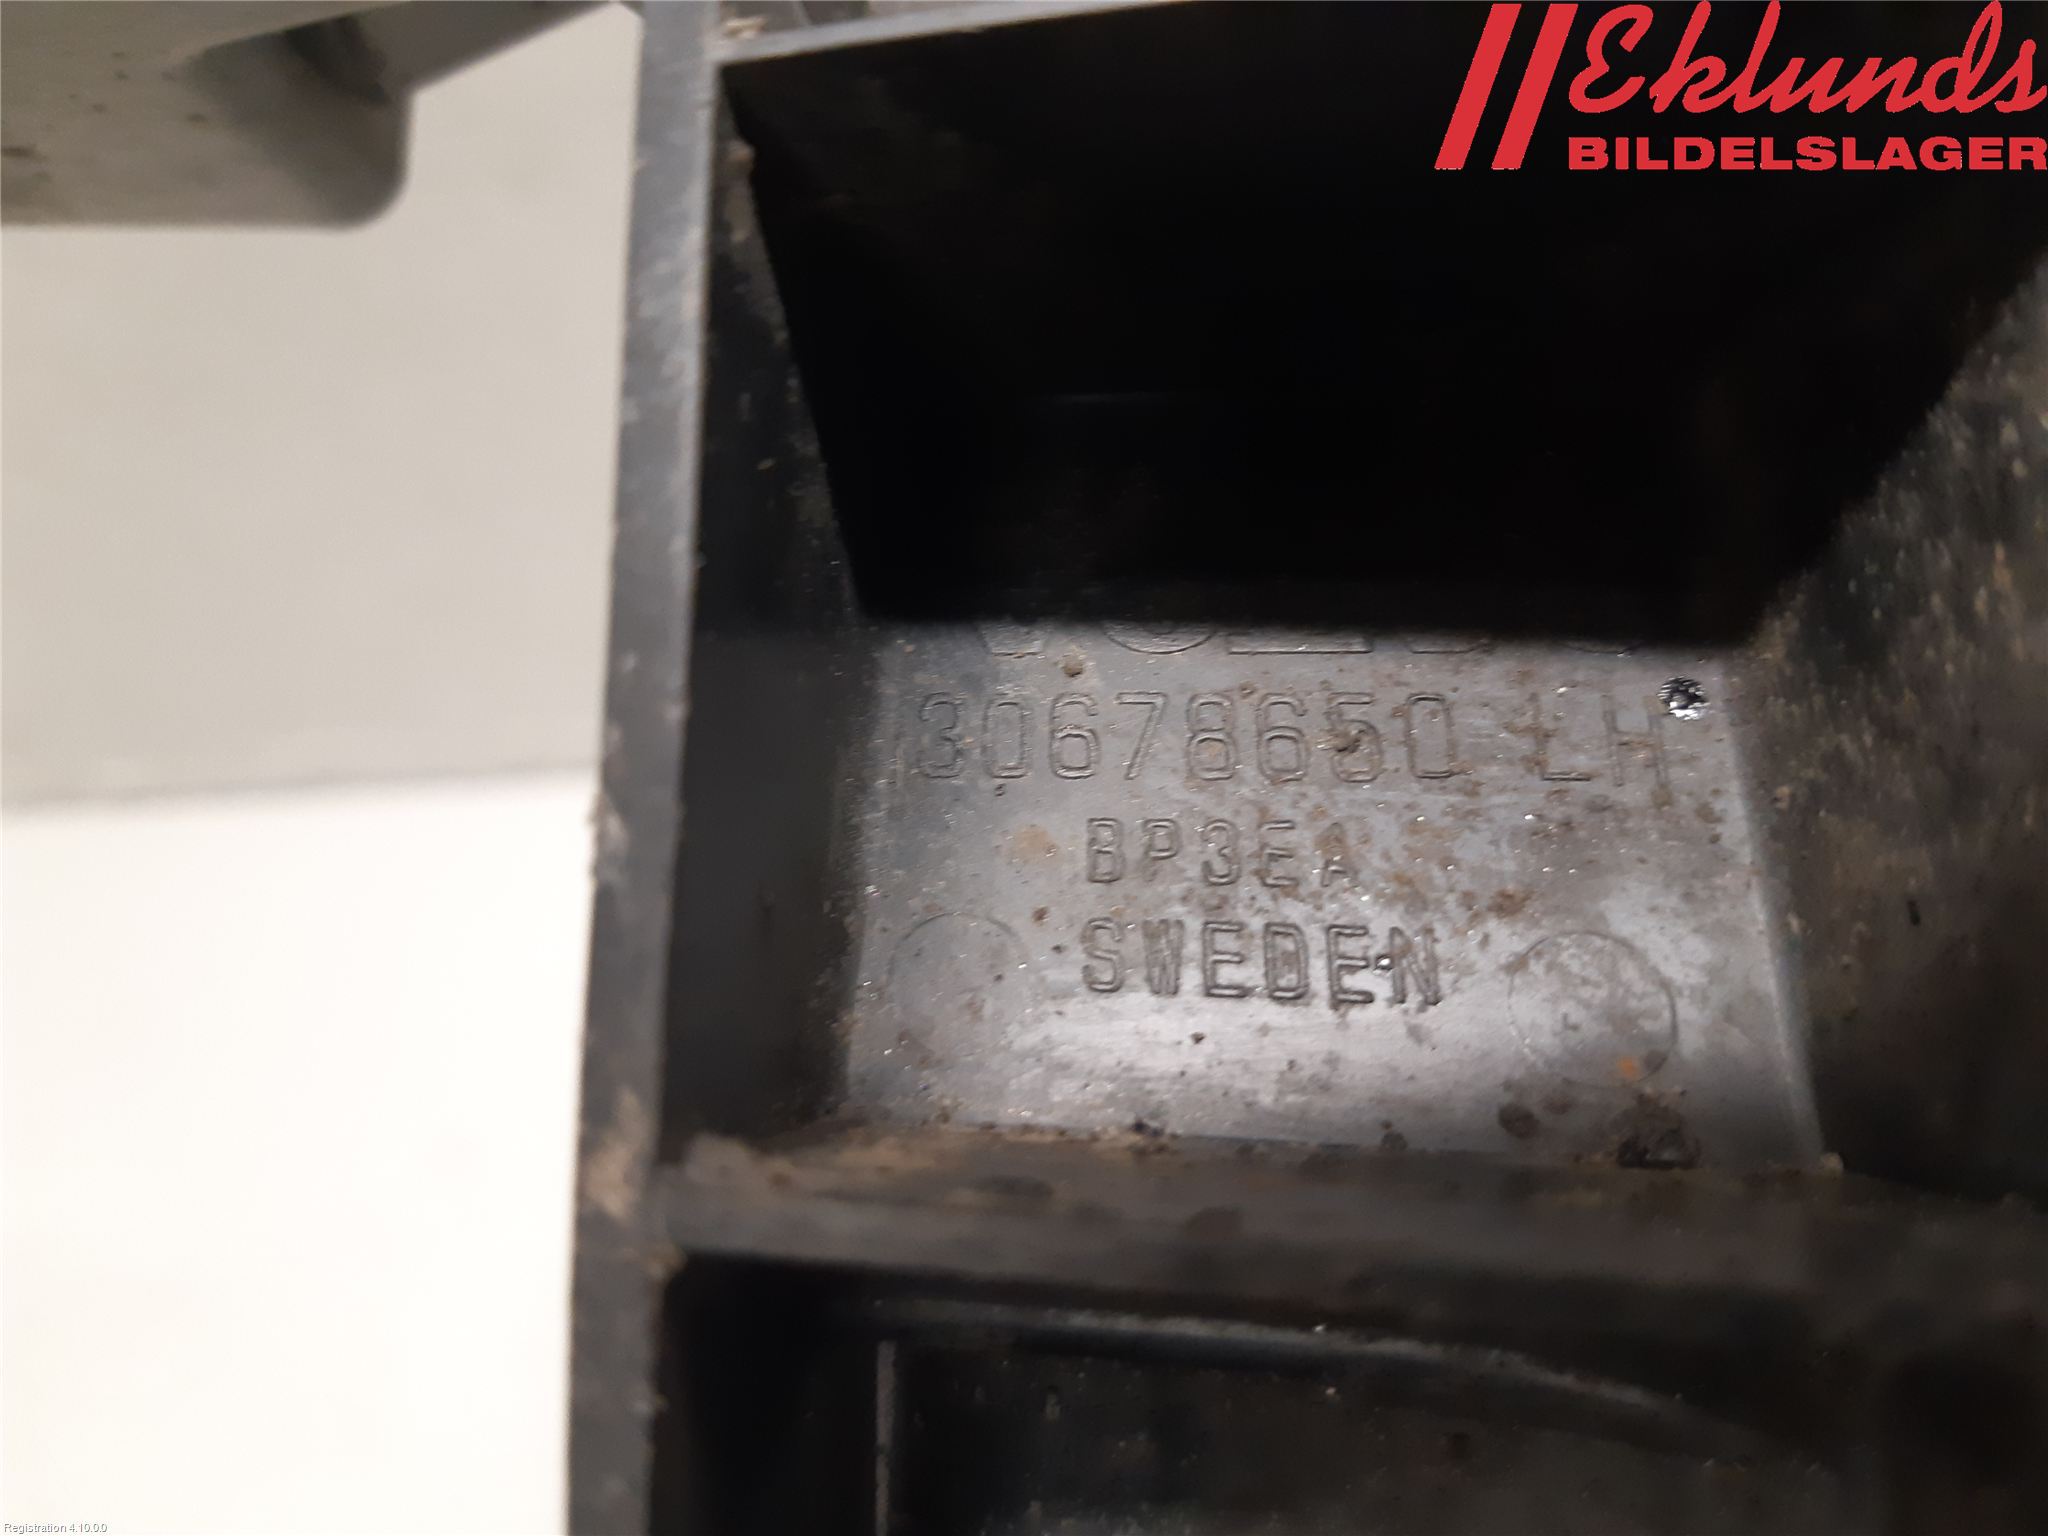 Eklunds
BILDELSLAGER
30678650 LH
BP3EA
SWEDEN
Registration 4.10.0.0